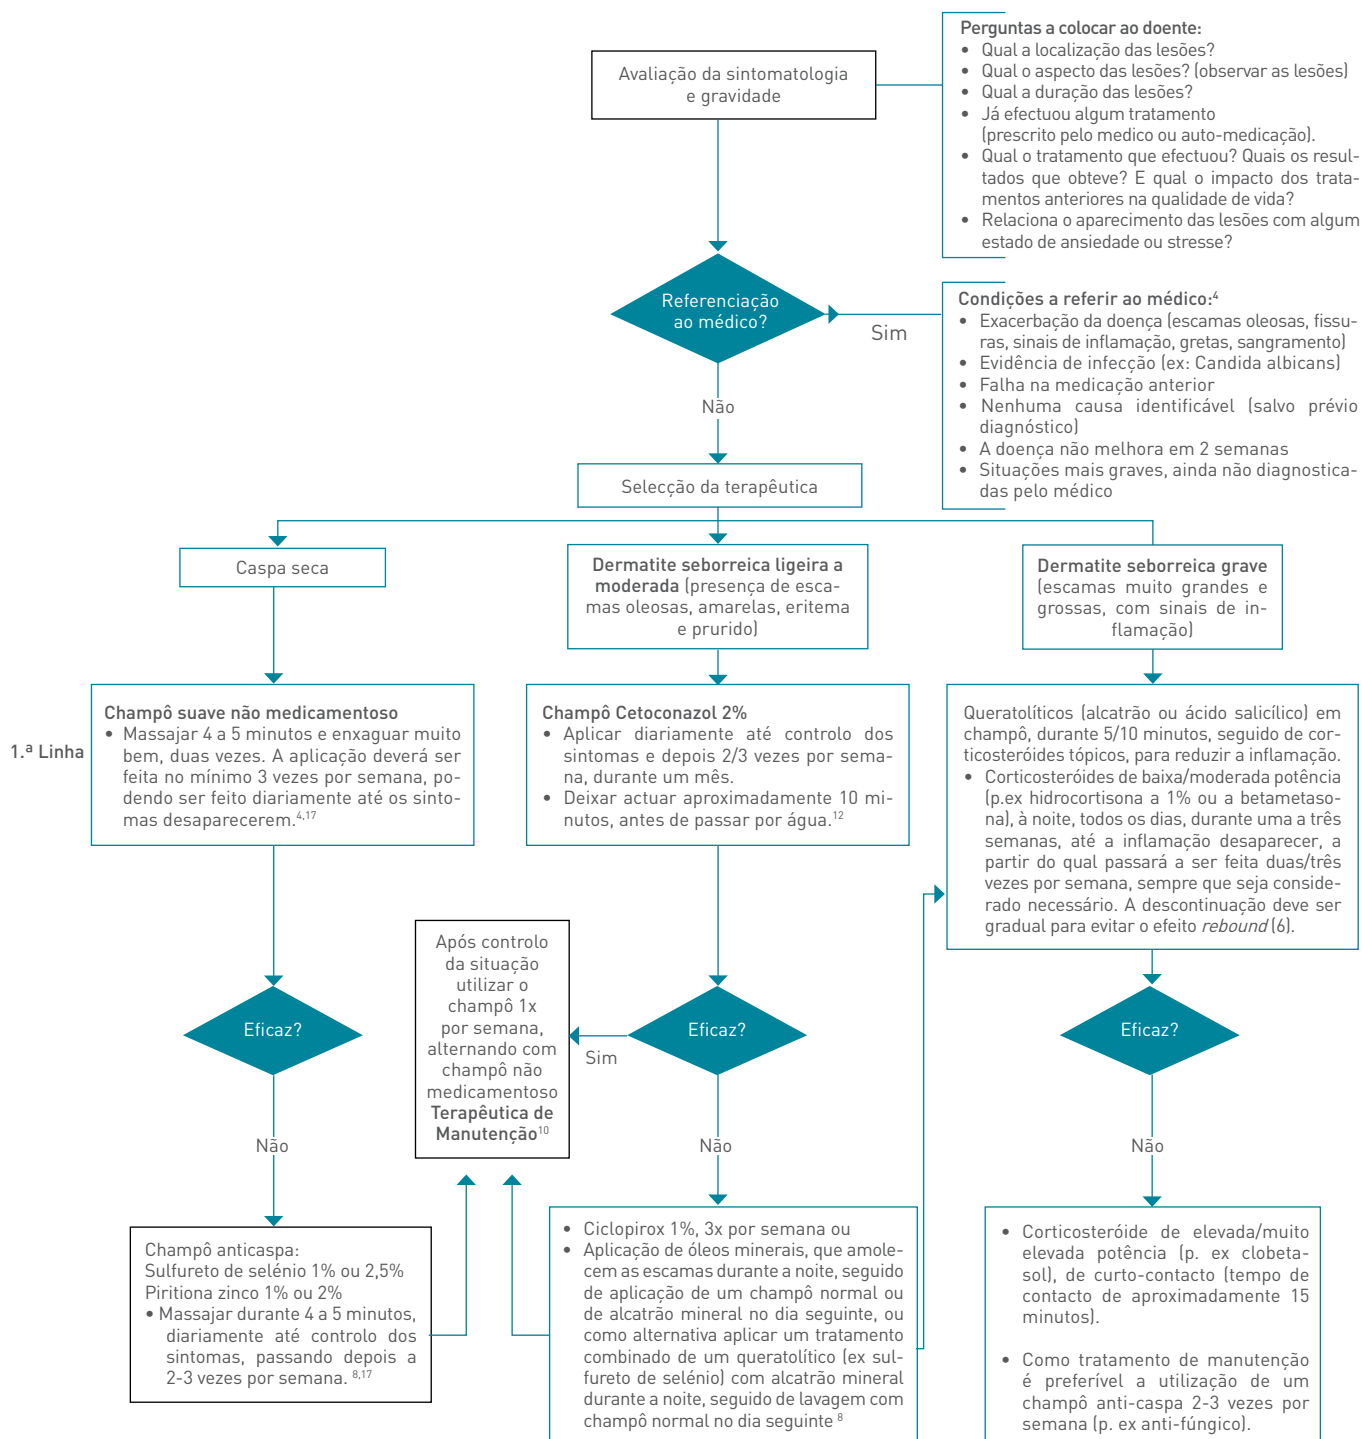 Avaliação da sintomatologia
e gravidade
Perguntas a colocar ao doente:
• Qual a localização das lesões?
• Qual o aspecto das lesões? (observar as lesões)
• Qual a duração das lesões?
• Já efectuou algum tratamento
(prescrito pelo medico ou auto-medicação).
• Qual o tratamento que efectuou? Quais os resul-
tados que obteve? E qual o impacto dos trata-
mentos anteriores na qualidade de vida?
• Relaciona o aparecimento das lesões com algum
estado de ansiedade ou stresse?
Referenciação
ao médico?
Sim
Condições a referir ao médico:4
• Exacerbação da doença (escamas oleosas, fissu-
ras, sinais de inflamação, gretas, sangramento)
• Evidência de infecção (ex: Candida albicans)
• Falha na medicação anterior
• Nenhuma causa identificável (salvo prévio
diagnóstico)
• A doença não melhora em 2 semanas
• Situações mais graves, ainda não diagnostica-
das pelo médico
Não
Selecção da terapêutica
Caspa seca
Dermatite seborreica ligeira a
moderada (presença de esca-
mas oleosas, amarelas, eritema
e prurido)
Dermatite seborreica grave
(escamas muito grandes e
grossas, com sinais de in-
flamação)
1.ª Linha
Champô suave não medicamentoso
• Massajar 4 a 5 minutos e enxaguar muito
bem, duas vezes. A aplicação deverá ser
feita no mínimo 3 vezes por semana, po-
dendo ser feito diariamente até os sinto-
mas desaparecerem.4,17
Champô Cetoconazol 2%
• Aplicar diariamente até controlo dos
sintomas e depois 2/3 vezes por sema-
na, durante um mês.
• Deixar actuar aproximadamente 10 mi-
nutos, antes de passar por água.12
Queratolíticos (alcatrão ou ácido salicílico) em
champô, durante 5/10 minutos, seguido de cor-
ticosteróides tópicos, para reduzir a inflamação.
• Corticosteróides de baixa/moderada potência
(p.ex hidrocortisona a 1% ou a betametaso-
na), à noite, todos os dias, durante uma a três
semanas, até a inflamação desaparecer, a
partir do qual passará a ser feita duas/três
vezes por semana, sempre que seja conside-
rado necessário. A descontinuação deve ser
gradual para evitar o efeito rebound (6).
Eficaz?
Não
Após controlo
da situação
utilizar o
champô 1x
por semana,
alternando com
champô não
medicamentoso
Terapêutica de
Manutenção10
Eficaz?
Sim
Não
Eficaz?
Não
Champô anticaspa:
Sulfureto de selénio 1% ou 2,5%
Piritiona zinco 1% ou 2%
• Massajar durante 4 a 5 minutos,
diariamente até controlo dos
sintomas, passando depois a
2-3 vezes por semana. 8,17
• Ciclopirox 1%, 3x por semana ou
• Aplicação de óleos minerais, que amole-
cem as escamas durante a noite, seguido
de aplicação de um champô normal ou
de alcatrão mineral no dia seguinte, ou
como alternativa aplicar um tratamento
combinado de um queratolítico (ex sul-
fureto de selénio) com alcatrão mineral
durante a noite, seguido de lavagem com
champô normal no dia seguinte 8
• Corticosteróide de elevada/muito
elevada potência (p. ex clobeta-
sol), de curto-contacto (tempo de
contacto de aproximadamente 15
minutos).
• Como tratamento de manutenção
é preferível a utilização de um
champô anti-caspa 2-3 vezes por
semana (p. ex anti-fúngico).